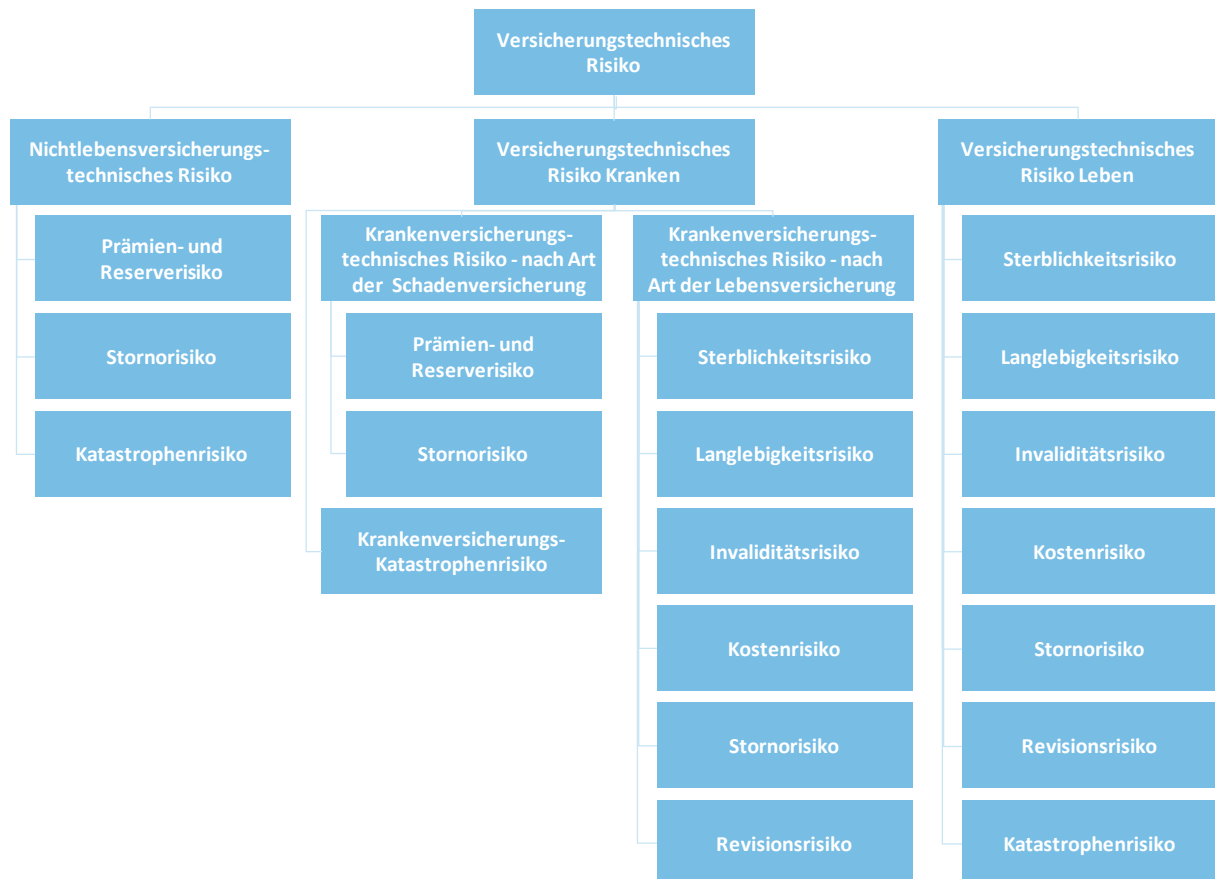 Versicherungstechnisches
Risiko
Nichtlebensversicherungs-
technisches Risiko
Prämien- und
Reserverisiko
Stornorisiko
Katastrophenrisiko
Versicherungstechnisches
Risiko Kranken
Krankenversicherungs-
technisches Risiko - nach Art
der Schadenversicherung
Prämien- und
Reserverisiko
Stornorisiko
Krankenversicherungs-
Katastrophenrisiko
Krankenversicherungs-
technisches Risiko - nach
Art der Lebensversicherung
Sterblichkeitsrisiko
Langlebigkeitsrisiko
Invaliditätsrisiko
Kostenrisiko
Stornorisiko
Revisionsrisiko
Versicherungstechnisches
Risiko Leben
Sterblichkeitsrisiko
Langlebigkeitsrisiko
Invaliditätsrisiko
Kostenrisiko
Stornorisiko
Revisionsrisiko
Katastrophenrisiko